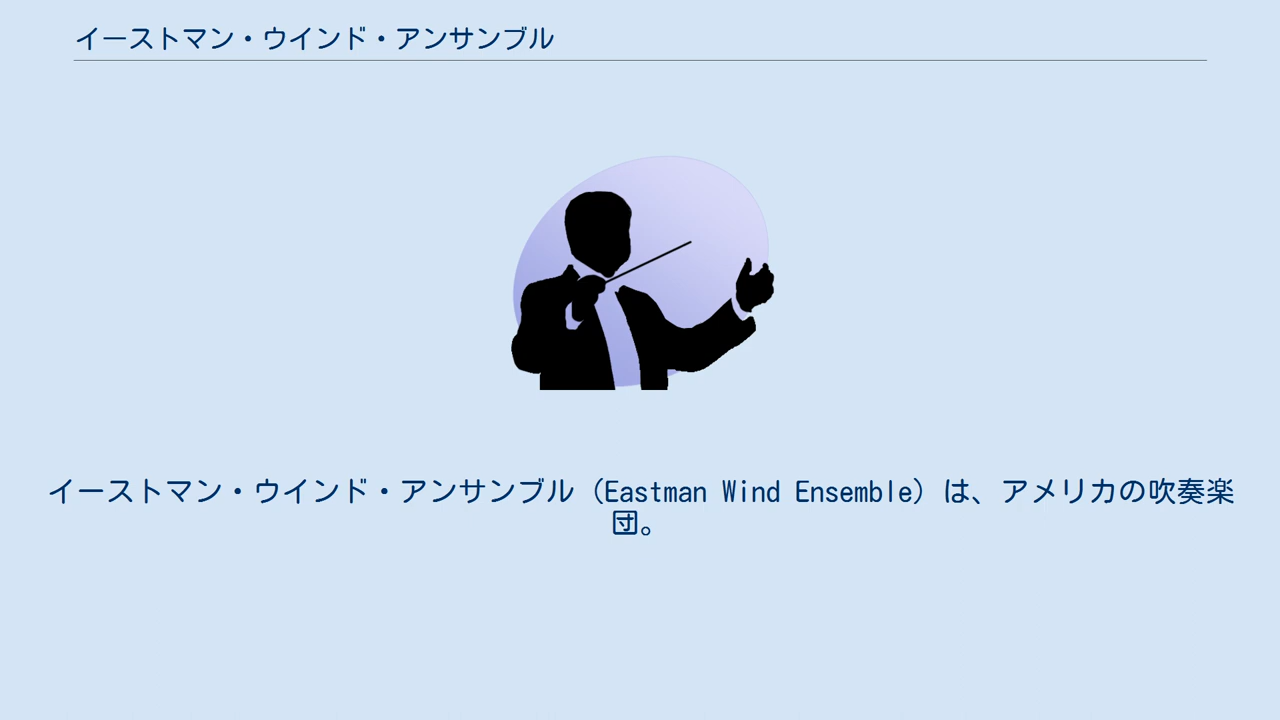 イーストマン・ウインド・アンサンブル
イーストマン・ウインド・アンサンブル（Eastman Wind Ensemble）は、アメリカの吹奏楽
団。